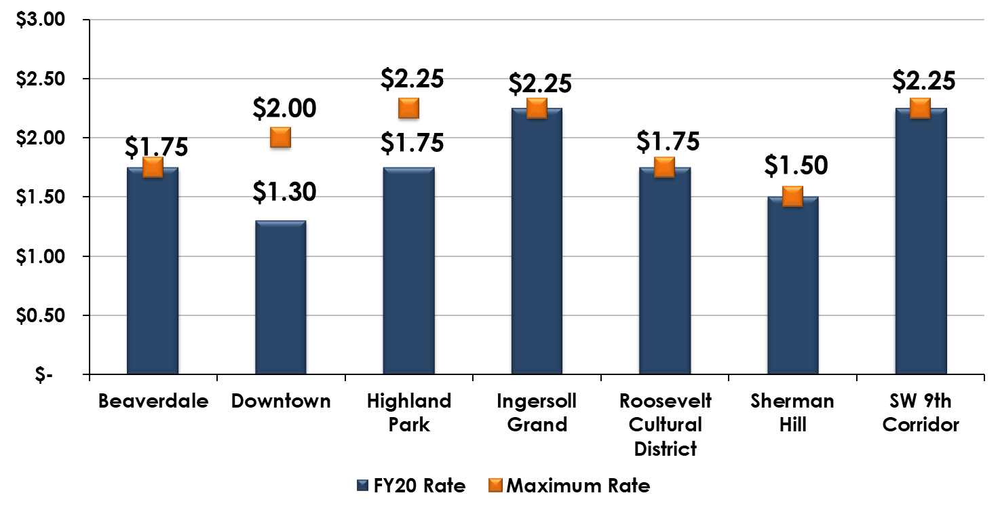 $3.00
$2.50
$2.00
$1.50
$1.00
$0.50
$-
$1.75
$2.00
$1.30
$2.25
$1.75
$2.25
$1.75
$1.50
$2.25
Beaverdale
Downtown
Highland
Park
Ingersoll
Grand
Roosevelt
Cultural
District
Sherman
Hill
SW 9th
Corridor
FY20 Rate
Maximum Rate